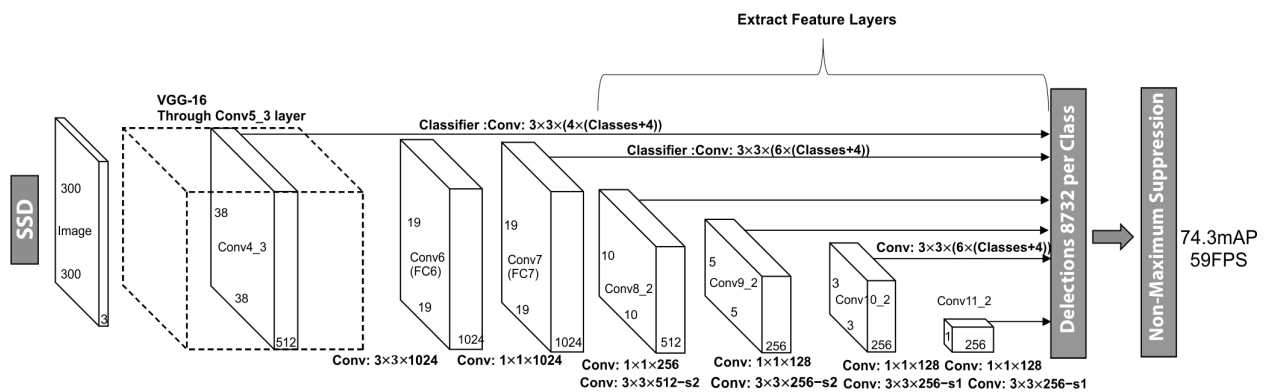 Extract Feature Layers
VGG-16
Through Conv5_3 layer
Classifier :Conv: 3×3×(4×(Classes+4))
Classifier :Conv: 3×3×(6×(Classes+4))
Conv: 3×3×(6×(Classes+4))
SSD
300
Image
300
3
38
Conv4_3
38
512
19
Conv6
(FC6)
19
1024
19
Conv7
(FC7)
19
1024
10
Conv8_2
10
512
5
Conv9_2
5
256
3
Conv10_2
3
256
Conv11_2
1
256
Conv: 3×3×1024
Conv: 1×1×1024
Conv: 1×1×256
Conv: 3×3×512−s2
Conv: 1×1×128
Conv: 3×3×256−s2
Conv: 1×1×128
Conv: 3×3×256−s1
Conv: 1×1×128
Conv: 3×3×256−s1
Delections 8732 per Class
Non-Maximum Suppression
74.3mAP
59FPS